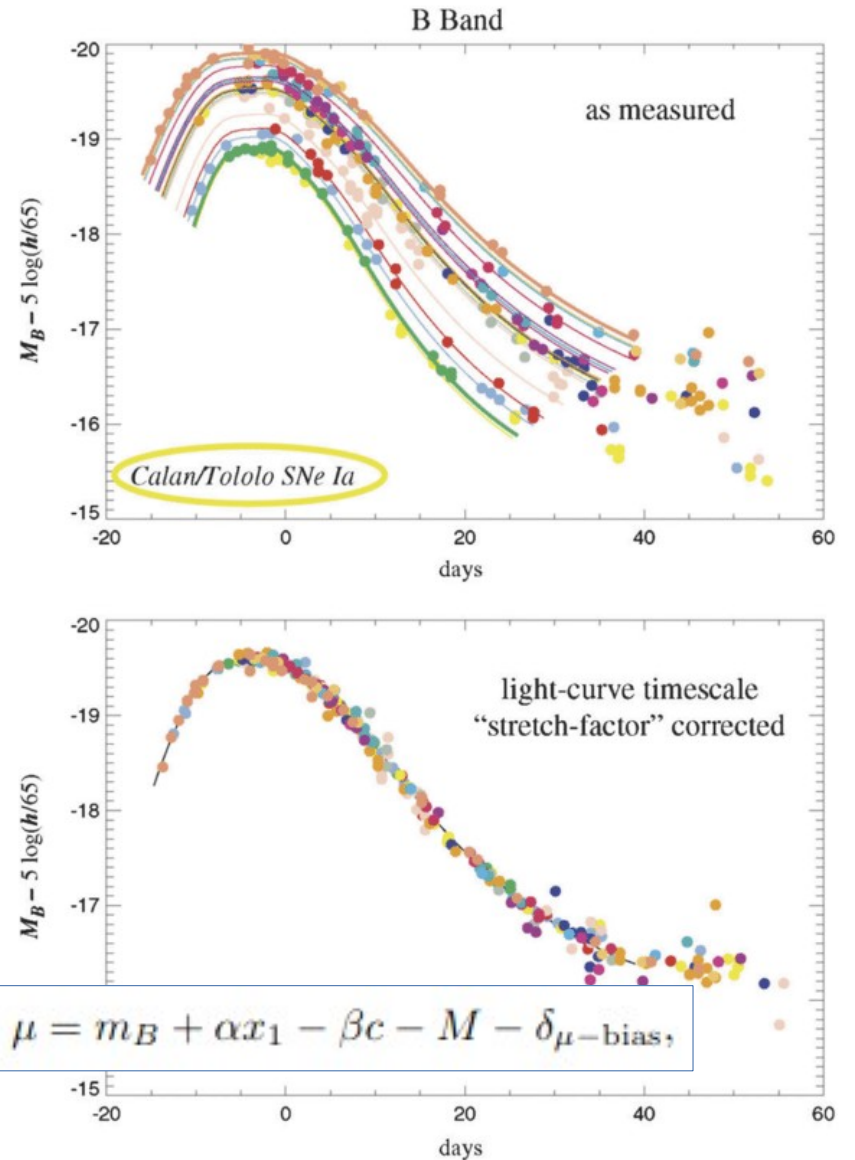 B Band
-20
as measured
-19
-18
M_B – 5 log(h/65)
-17
-16
Calan/Tololo SNe Ia
-15
-20 0 20 40 60
days
-20
light-curve timescale
“stretch-factor” corrected
-19
-18
M_B – 5 log(h/65)
-17
μ = m_B + αx_1 − βc − M − δ_{μ−bias},
-15
-20 0 20 40 60
days